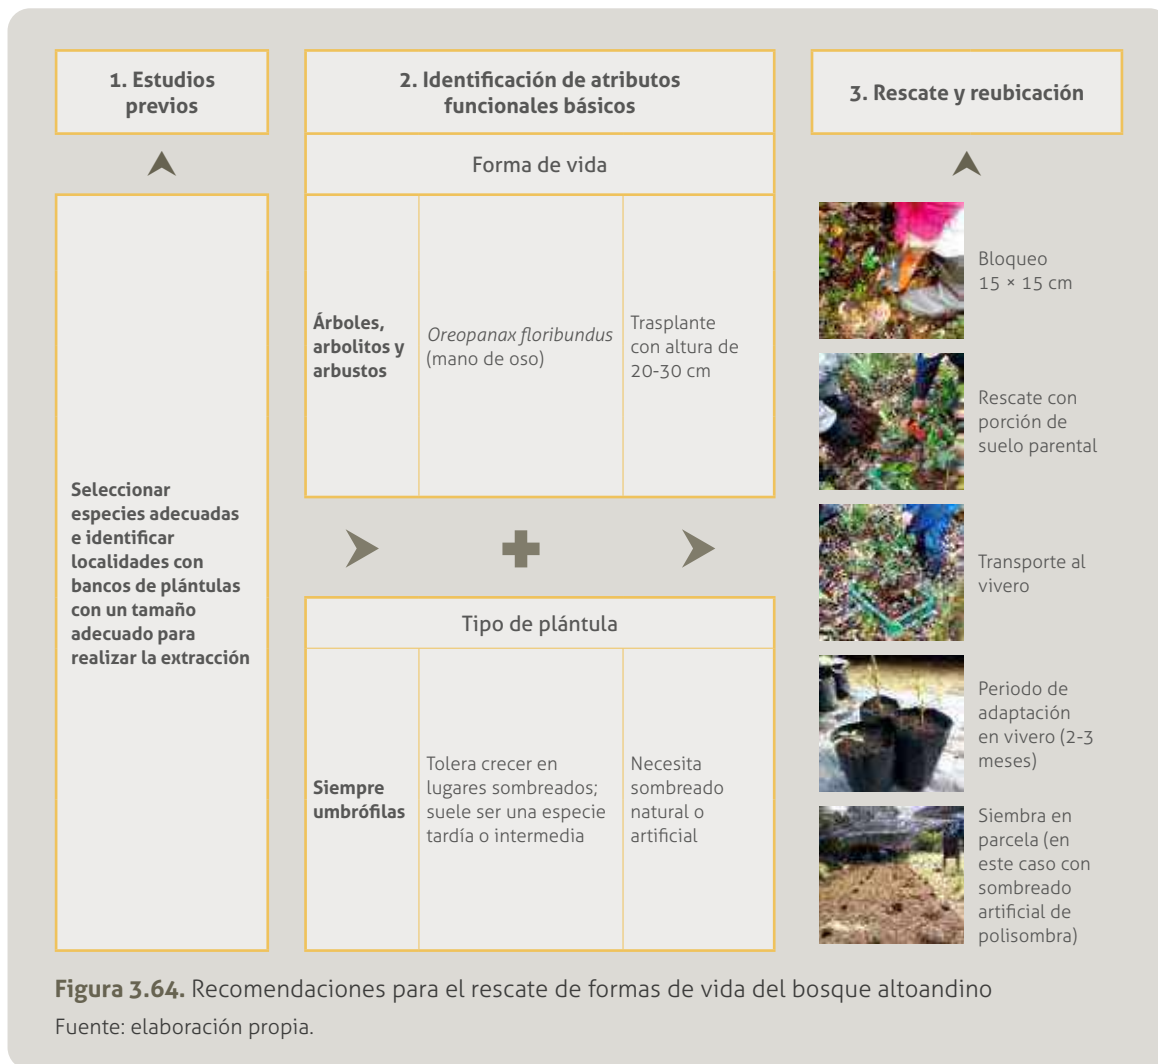 1. Estudios
previos
Seleccionar
especies adecuadas
e identificar
localidades con
bancos de plántulas
con un tamaño
adecuado para
realizar la extracción
2. Identificación de atributos
funcionales básicos
Forma de vida
Árboles,
arbolitos y
arbustos
Oreopanax floribundus
(mano de oso)
Trasplante
con altura de
20-30 cm
Tipo de plántula
Siempre
umbrófilas
Tolera crecer en
lugares sombreados;
suele ser una especie
tardía o intermedia
Necesita
sombreado
natural o
artificial
3. Rescate y reubicación
Bloqueo
15 × 15 cm
Rescate con
porción de
suelo parental
Transporte al
vivero
Periodo de
adaptación
en vivero (2-3
meses)
Siembra en
parcela (en
este caso con
sombreado
artificial de
polisombra)
Figura 3.64. Recomendaciones para el rescate de formas de vida del bosque altoandino
Fuente: elaboración propia.